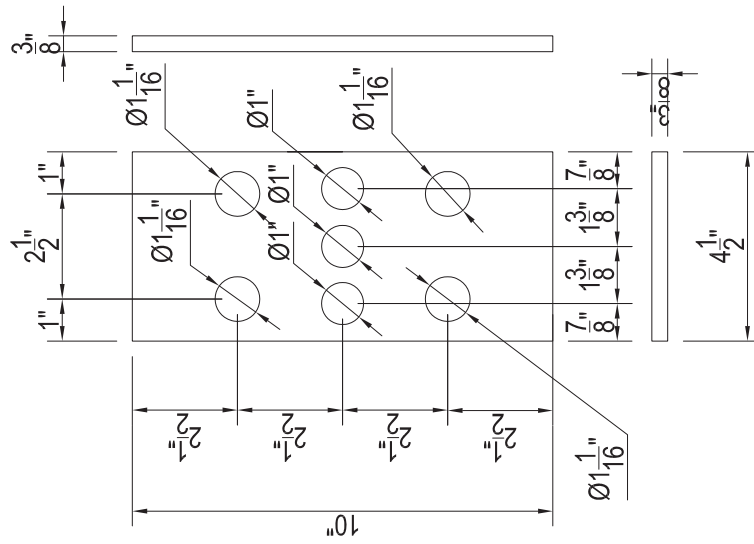 3/8"
Ø1 1/16"
Ø1"
Ø1 1/16"
1"
2 1/2"
1"
Ø1"
Ø1"
Ø1 1/16"
7/8"
1 3/8"
1 3/8"
7/8"
3/8"
4 1/2"
2 1/2"
2 1/2"
2 1/2"
2 1/2"
Ø1 1/16"
10"